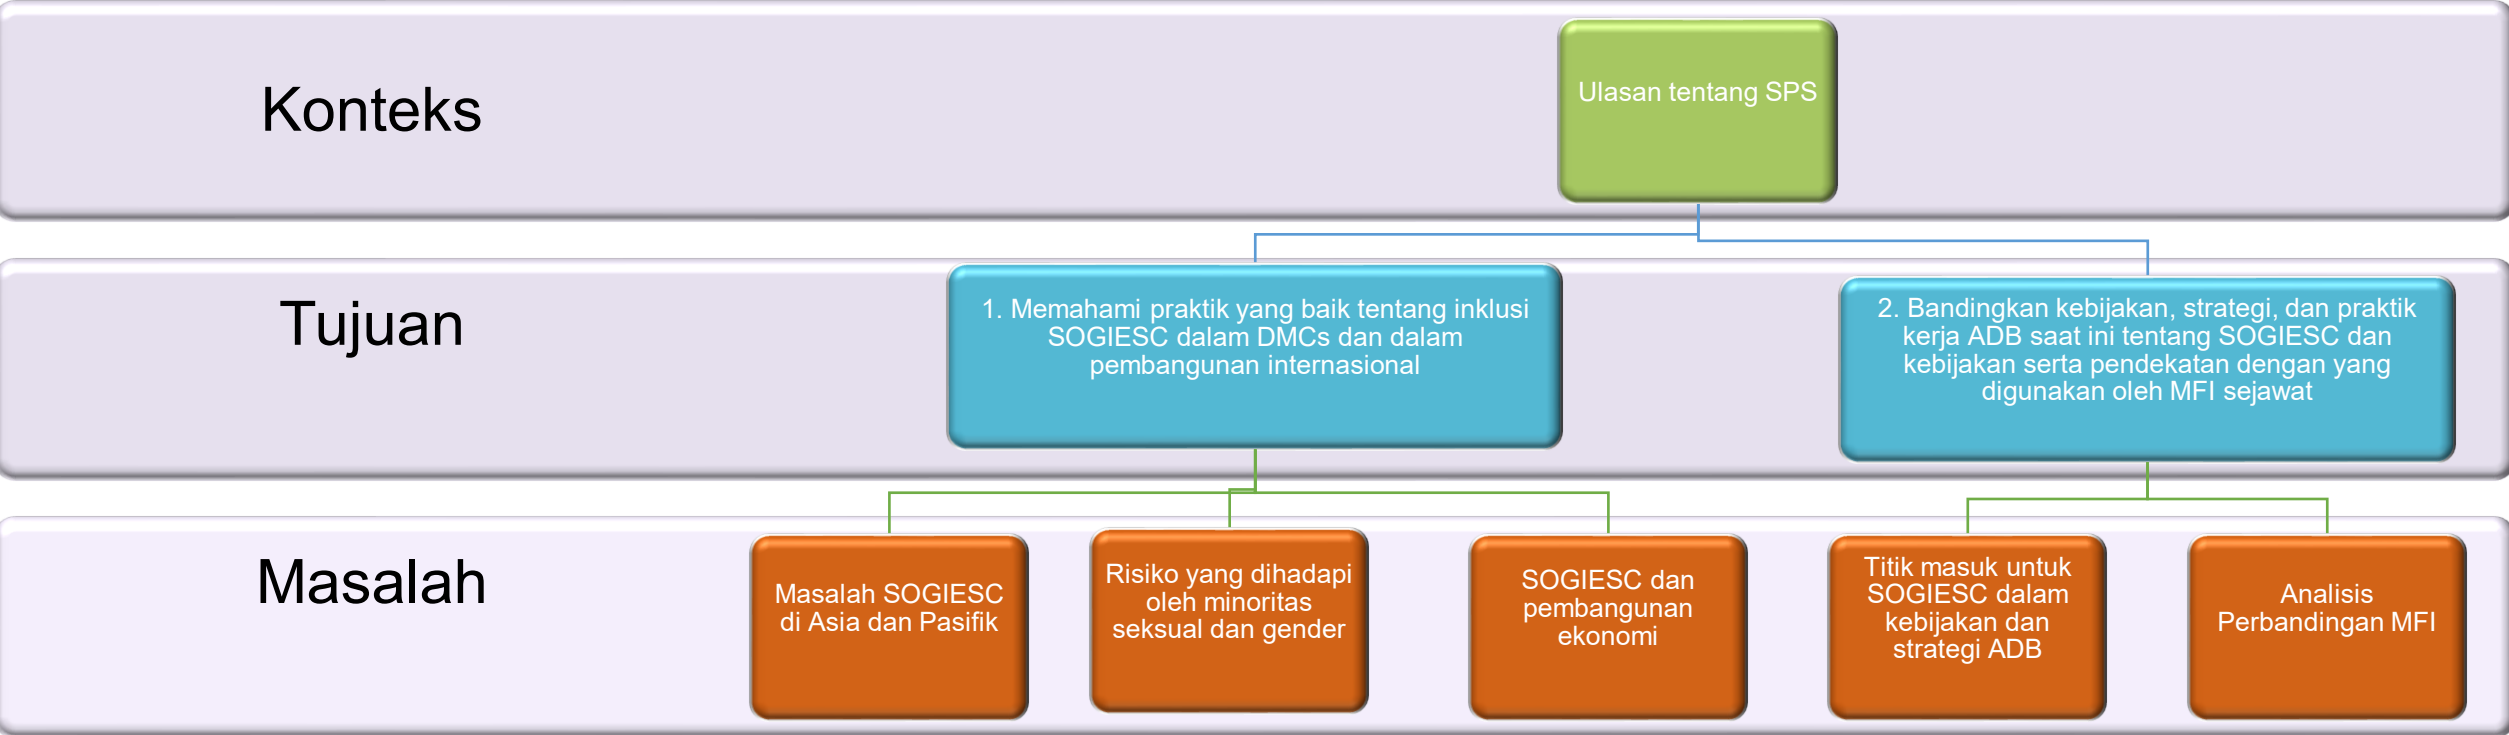 Konteks
Ulasan tentang SPS
Tujuan
1. Memahami praktik yang baik tentang inklusi
SOGIESC dalam DMCs dan dalam
pembangunan internasional
2. Bandingkan kebijakan, strategi, dan praktik
kerja ADB saat ini tentang SOGIESC dan
kebijakan serta pendekatan dengan yang
digunakan oleh MFI sejawat
Masalah
Masalah SOGIESC
di Asia dan Pasifik
Risiko yang dihadapi
oleh minoritas
seksual dan gender
SOGIESC dan
pembangunan
ekonomi
Titik masuk untuk
SOGIESC dalam
kebijakan dan
strategi ADB
Analisis
Perbandingan MFI